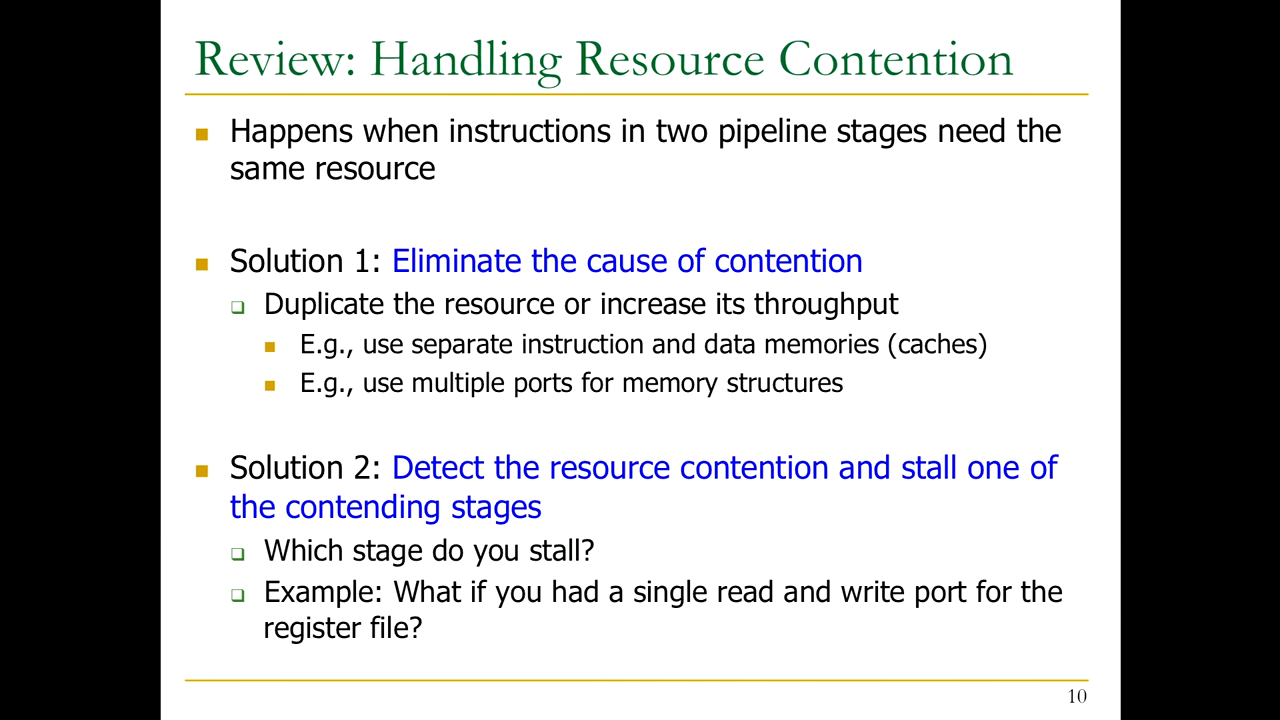 Review: Handling Resource Contention
Happens when instructions in two pipeline stages need the
same resource
Solution 1: Eliminate the cause of contention
Duplicate the resource or increase its throughput
E.g., use separate instruction and data memories (caches)
E.g., use multiple ports for memory structures
Solution 2: Detect the resource contention and stall one of
the contending stages
Which stage do you stall?
Example: What if you had a single read and write port for the
register file?
10